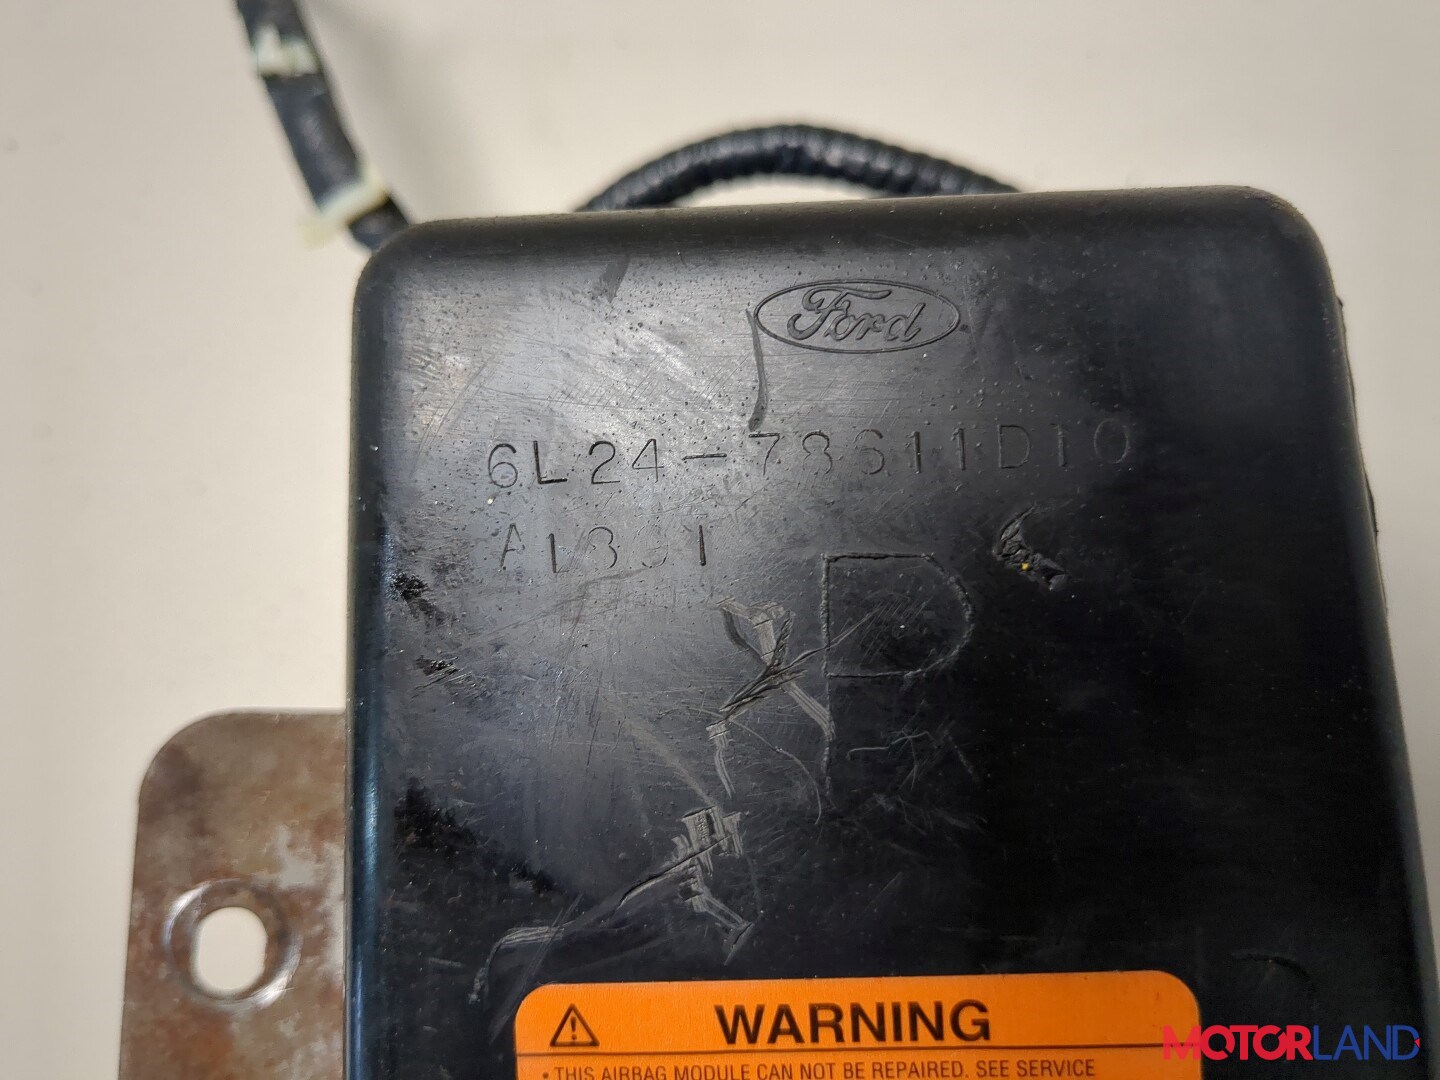 Ford
6L24-78611D10
P
WARNING
• THIS AIRBAG MODULE CAN NOT BE REPAIRED. SEE SERVICE
MOTORLAND